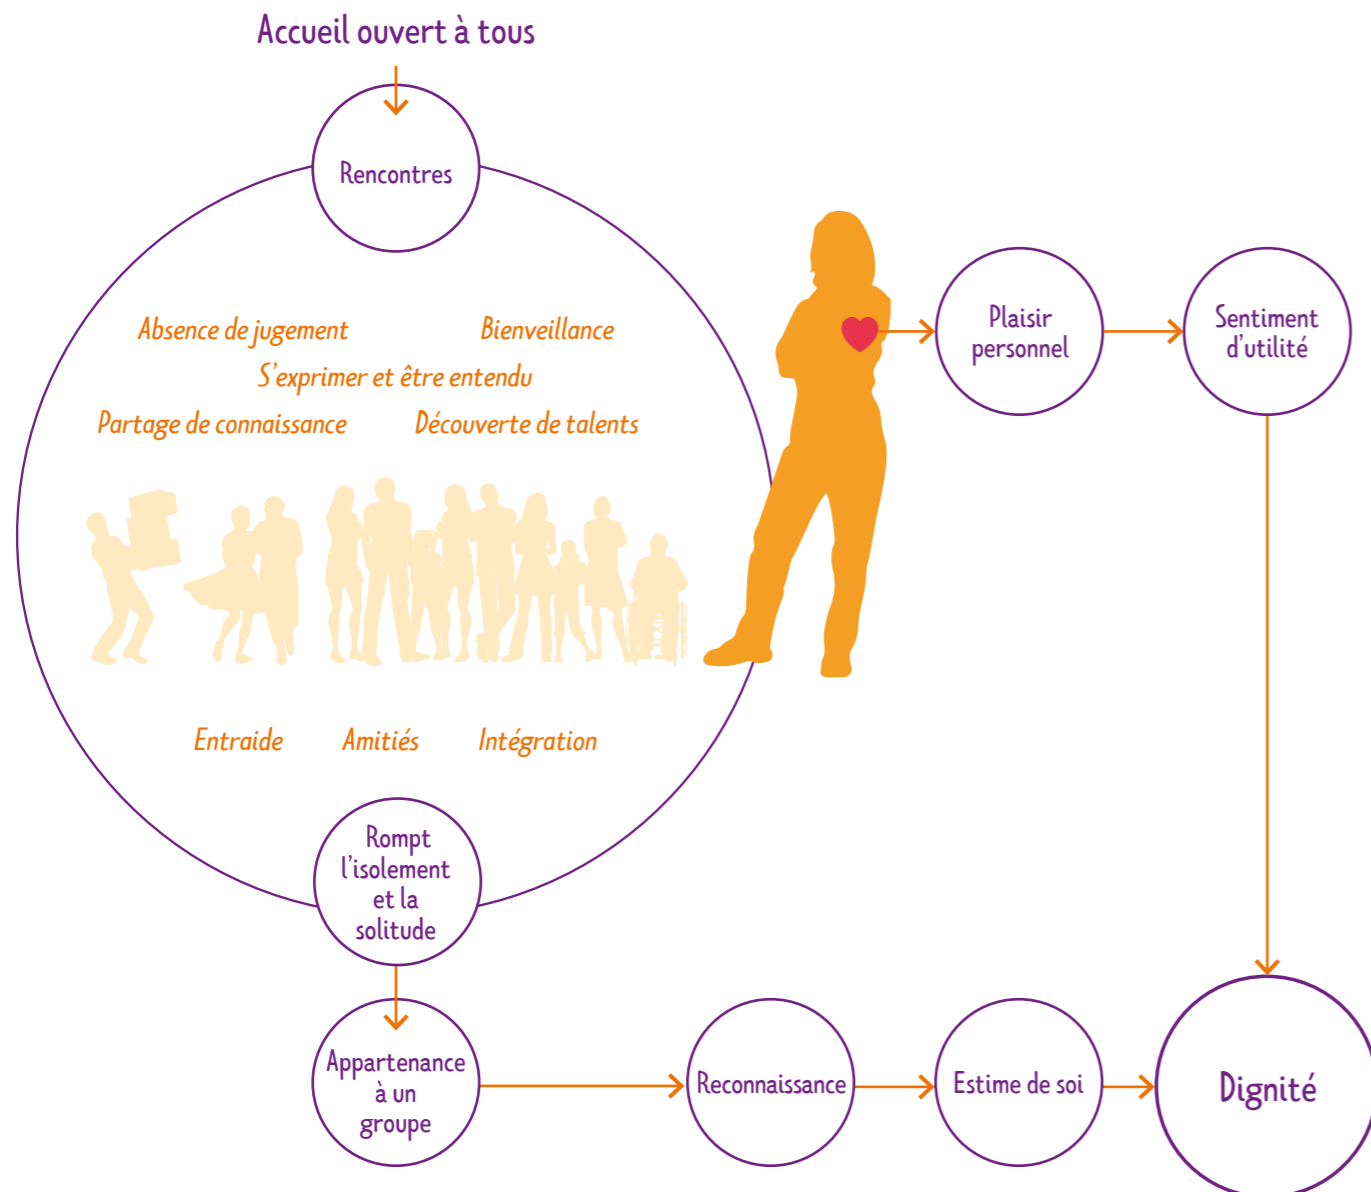 Accueil ouvert à tous
Rencontres
Absence de jugement
Bienveillance
S'exprimer et être entendu
Partage de connaissance
Découverte de talents
Entraide
Amitiés
Intégration
Rompt
l'isolement
et la
solitude
Plaisir
personnel
Sentiment
d'utilité
Appartenance
à un
groupe
Reconnaissance
Estime de soi
Dignité